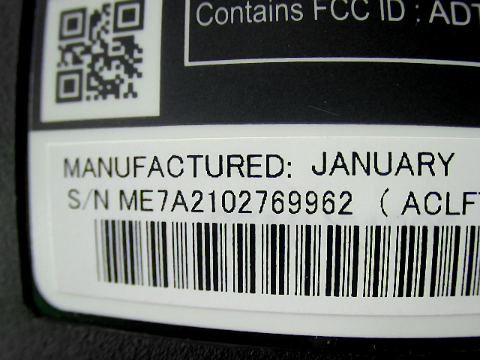 Contains FCC ID : ADT
MANUFACTURED: JANUARY
S/N ME7A2102769962 ( ACLF